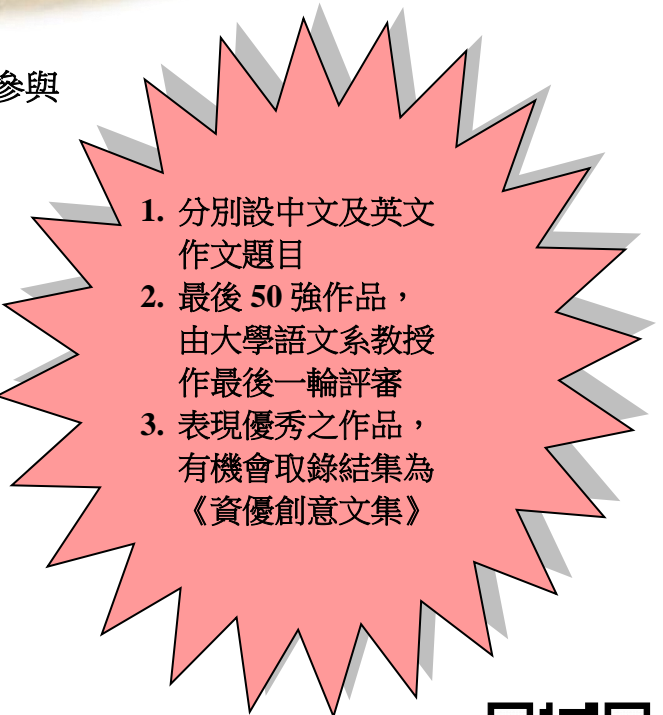 參與
1. 分別設中文及英文
作文題目
2. 最後 50 強作品，
由大學語文系教授
作最後一輪評審
3. 表現優秀之作品，
有機會取錄結集為
《資優創意文集》